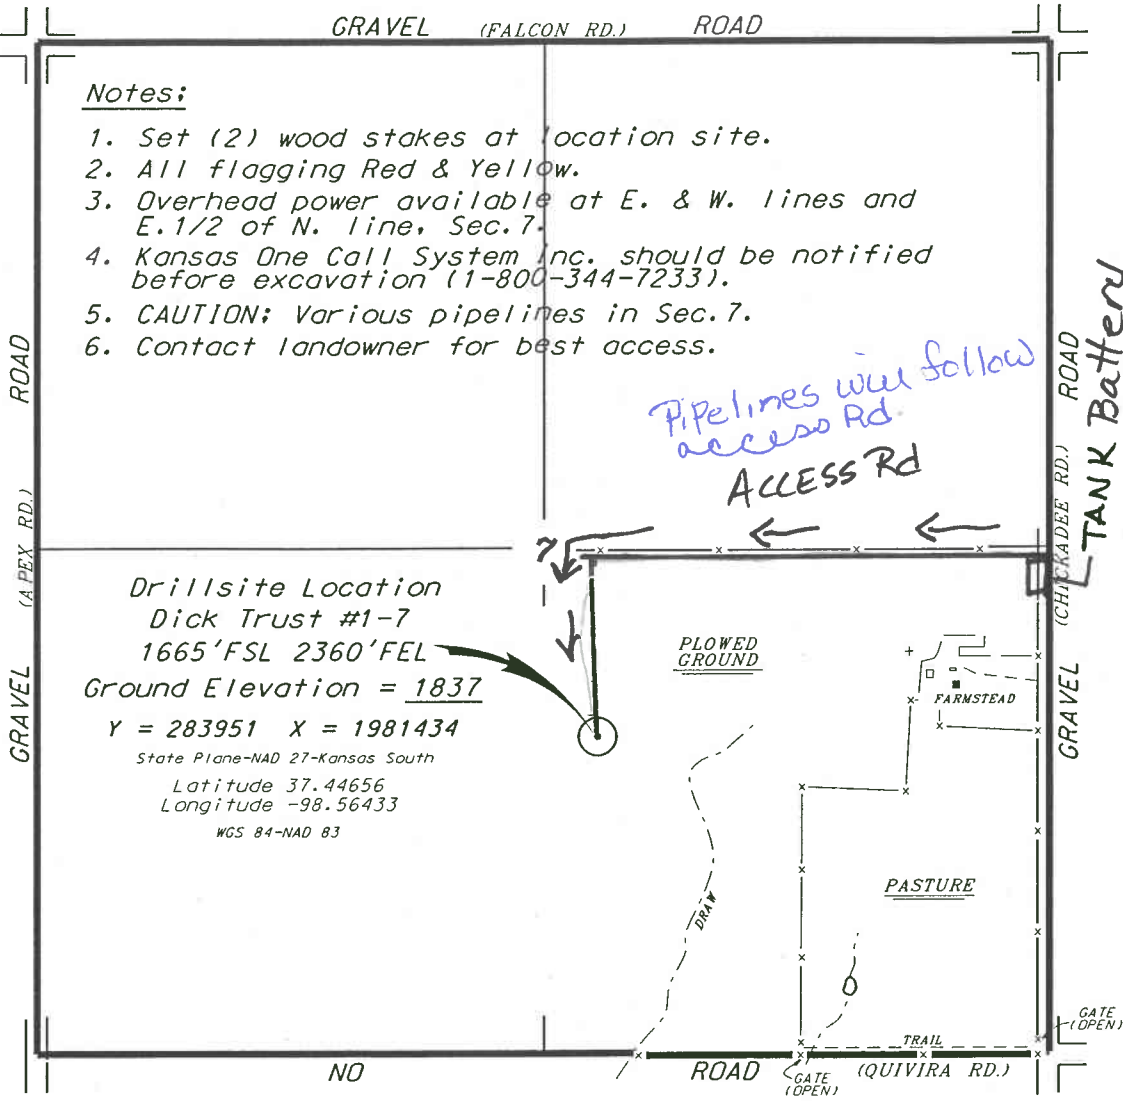 GRAVEL (FALCON RD.) ROAD
Notes:
1. Set (2) wood stakes at location site.
2. All flagging Red & Yellow.
3. Overhead power available at E. & W. lines and
E.1/2 of N. line, Sec.7.
4. Kansas One Call System Inc. should be notified
before excavation (1-800-344-7233).
5. CAUTION: Various pipelines in Sec.7.
6. Contact landowner for best access.
Pipelines will follow
access Rd
ACCESS Rd
GRAVEL (APEX RD.) ROAD
GRAVEL (CHICKADEE RD.) ROAD
TANK Battery
7
Drillsite Location
Dick Trust #1-7
1665'FSL 2360'FEL
Ground Elevation = 1837
Y = 283951 X = 1981434
State Plane-NAD 27-Kansas South
Latitude 37.44656
Longitude -98.56433
WGS 84-NAD 83
PLOWED
GROUND
FARMSTEAD
PASTURE
DRAW
TRAIL
GATE
(OPEN)
NO ROAD (QUIVIRA RD.)
GATE
(OPEN)